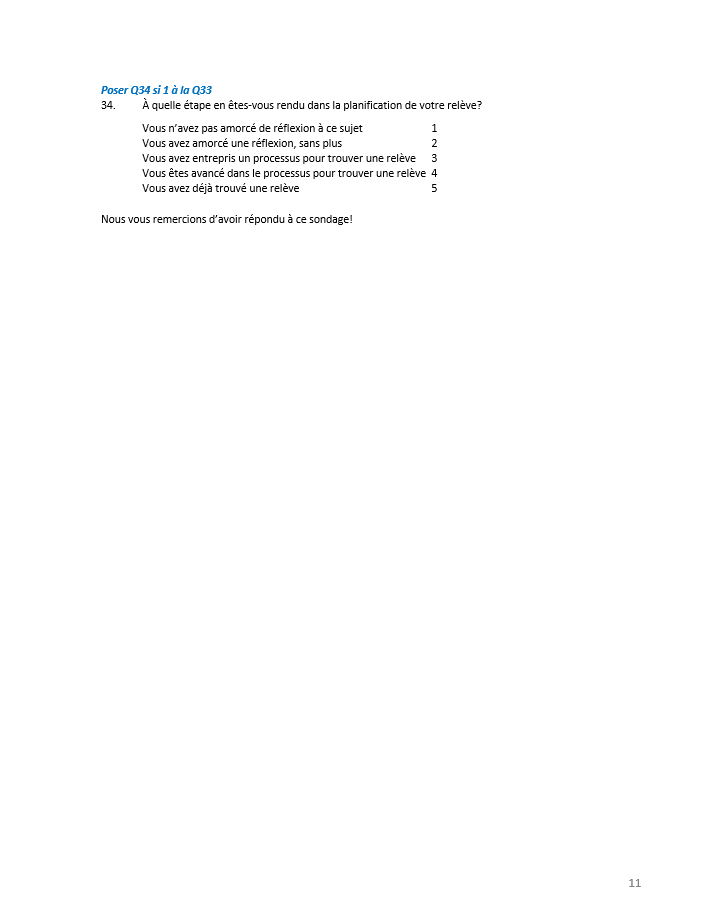 Poser Q34 si 1 à la Q33
34. À quelle étape en êtes-vous rendu dans la planification de votre relève?
Vous n’avez pas amorcé de réflexion à ce sujet 1
Vous avez amorcé une réflexion, sans plus 2
Vous avez entrepris un processus pour trouver une relève 3
Vous êtes avancé dans le processus pour trouver une relève 4
Vous avez déjà trouvé une relève 5
Nous vous remercions d’avoir répondu à ce sondage!
11